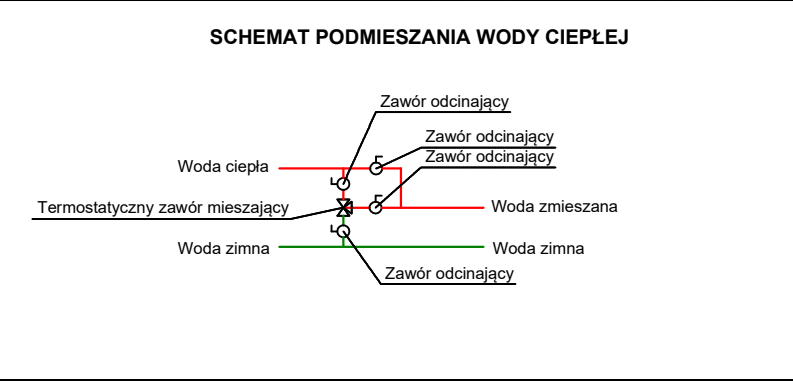 SCHEMAT PODMIESZANIA WODY CIEPŁEJ
Zawór odcinający
Zawór odcinający
Zawór odcinający
Woda ciepła
Termostatyczny zawór mieszający
Woda zmieszana
Woda zimna
Woda zimna
Zawór odcinający